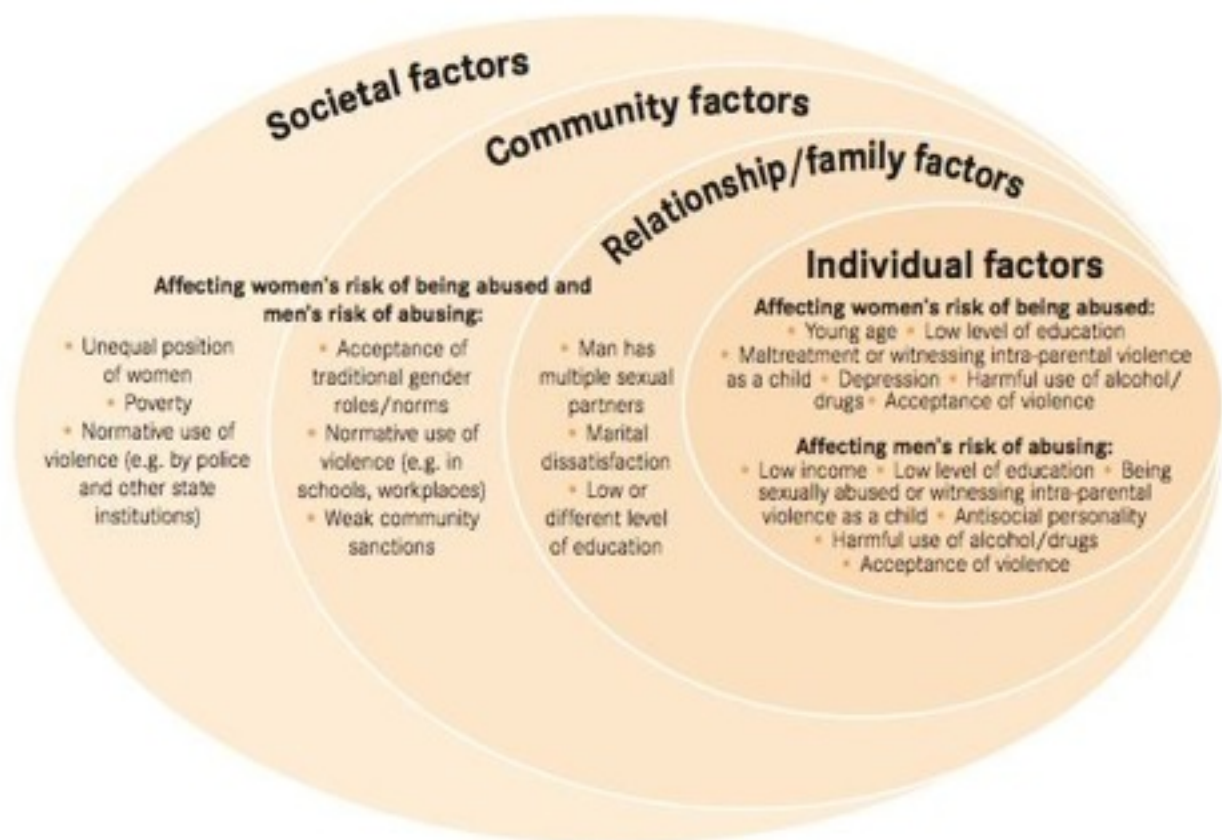 Societal factors
Community factors
Relationship/family factors
Individual factors
Affecting women's risk of being abused and
men's risk of abusing:
• Unequal position
of women
• Poverty
• Normative use of
violence (e.g. by police
and other state
institutions)
• Acceptance of
traditional gender
roles/norms
• Normative use of
violence (e.g. in
schools, workplaces)
• Weak community
sanctions
• Man has
multiple sexual
partners
• Marital
dissatisfaction
• Low or
different level
of education
Affecting women's risk of being abused:
• Young age • Low level of education
• Maltreatment or witnessing intra-parental violence
as a child • Depression • Harmful use of alcohol/
drugs • Acceptance of violence
Affecting men's risk of abusing:
• Low income • Low level of education • Being
sexually abused or witnessing intra-parental
violence as a child • Antisocial personality
• Harmful use of alcohol/drugs
• Acceptance of violence